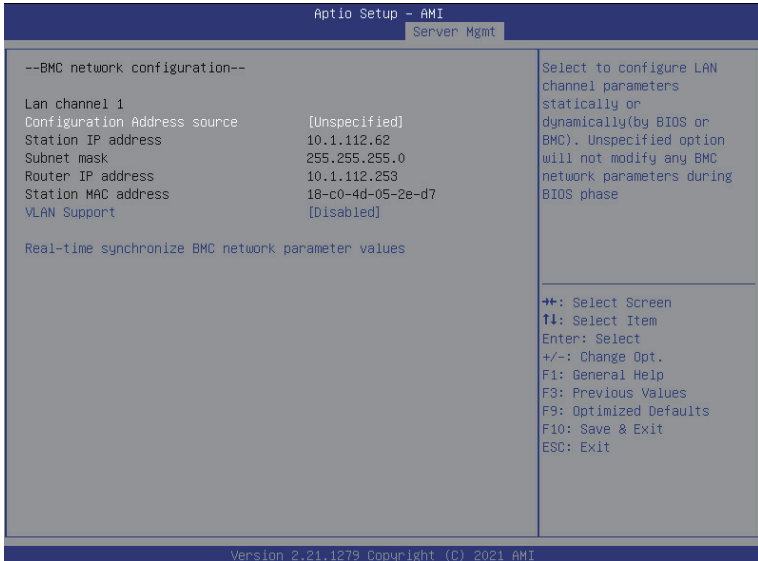 Aptio Setup – AMI
Server Mgmt
--BMC network configuration--
Lan channel 1
Configuration Address source [Unspecified]
Station IP address 10.1.112.62
Subnet mask 255.255.255.0
Router IP address 10.1.112.253
Station MAC address 18-c0-4d-05-2e-d7
VLAN Support [Disabled]
Real-time synchronize BMC network parameter values
Select to configure LAN
channel parameters
statically or
dynamically(by BIOS or
BMC). Unspecified option
will not modify any BMC
network parameters during
BIOS phase
→←: Select Screen
↑↓: Select Item
Enter: Select
+/-: Change Opt.
F1: General Help
F3: Previous Values
F9: Optimized Defaults
F10: Save & Exit
ESC: Exit
Version 2.21.1279 Copyright (C) 2021 AMI